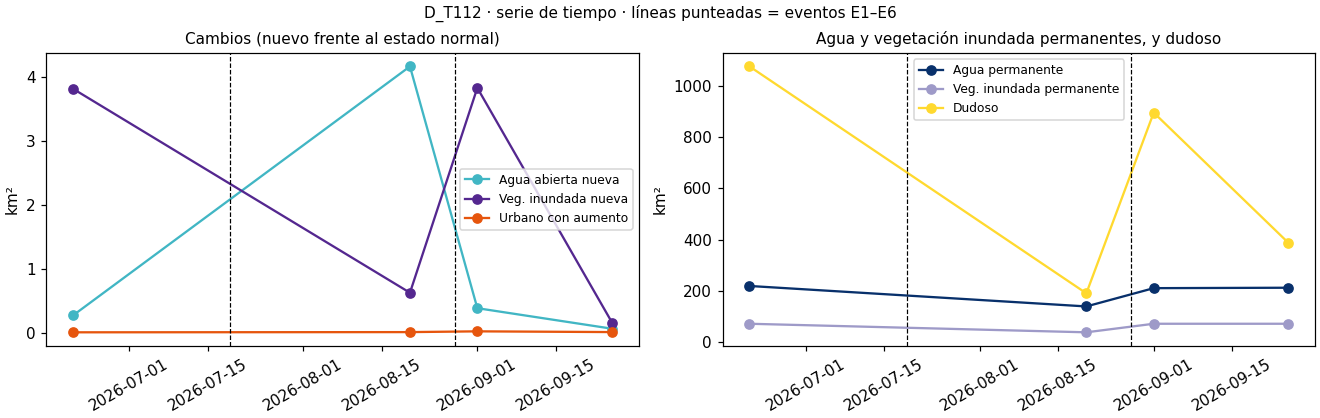 D_T112 · serie de tiempo · líneas punteadas = eventos E1–E6
Cambios (nuevo frente al estado normal)
km²
4
3
2
1
0
Agua abierta nueva
Veg. inundada nueva
Urbano con aumento
2026-07-01
2026-07-15
2026-08-01
2026-08-15
2026-09-01
2026-09-15
Agua y vegetación inundada permanentes, y dudoso
km²
1000
800
600
400
200
0
Agua permanente
Veg. inundada permanente
Dudoso
2026-07-01
2026-07-15
2026-08-01
2026-08-15
2026-09-01
2026-09-15